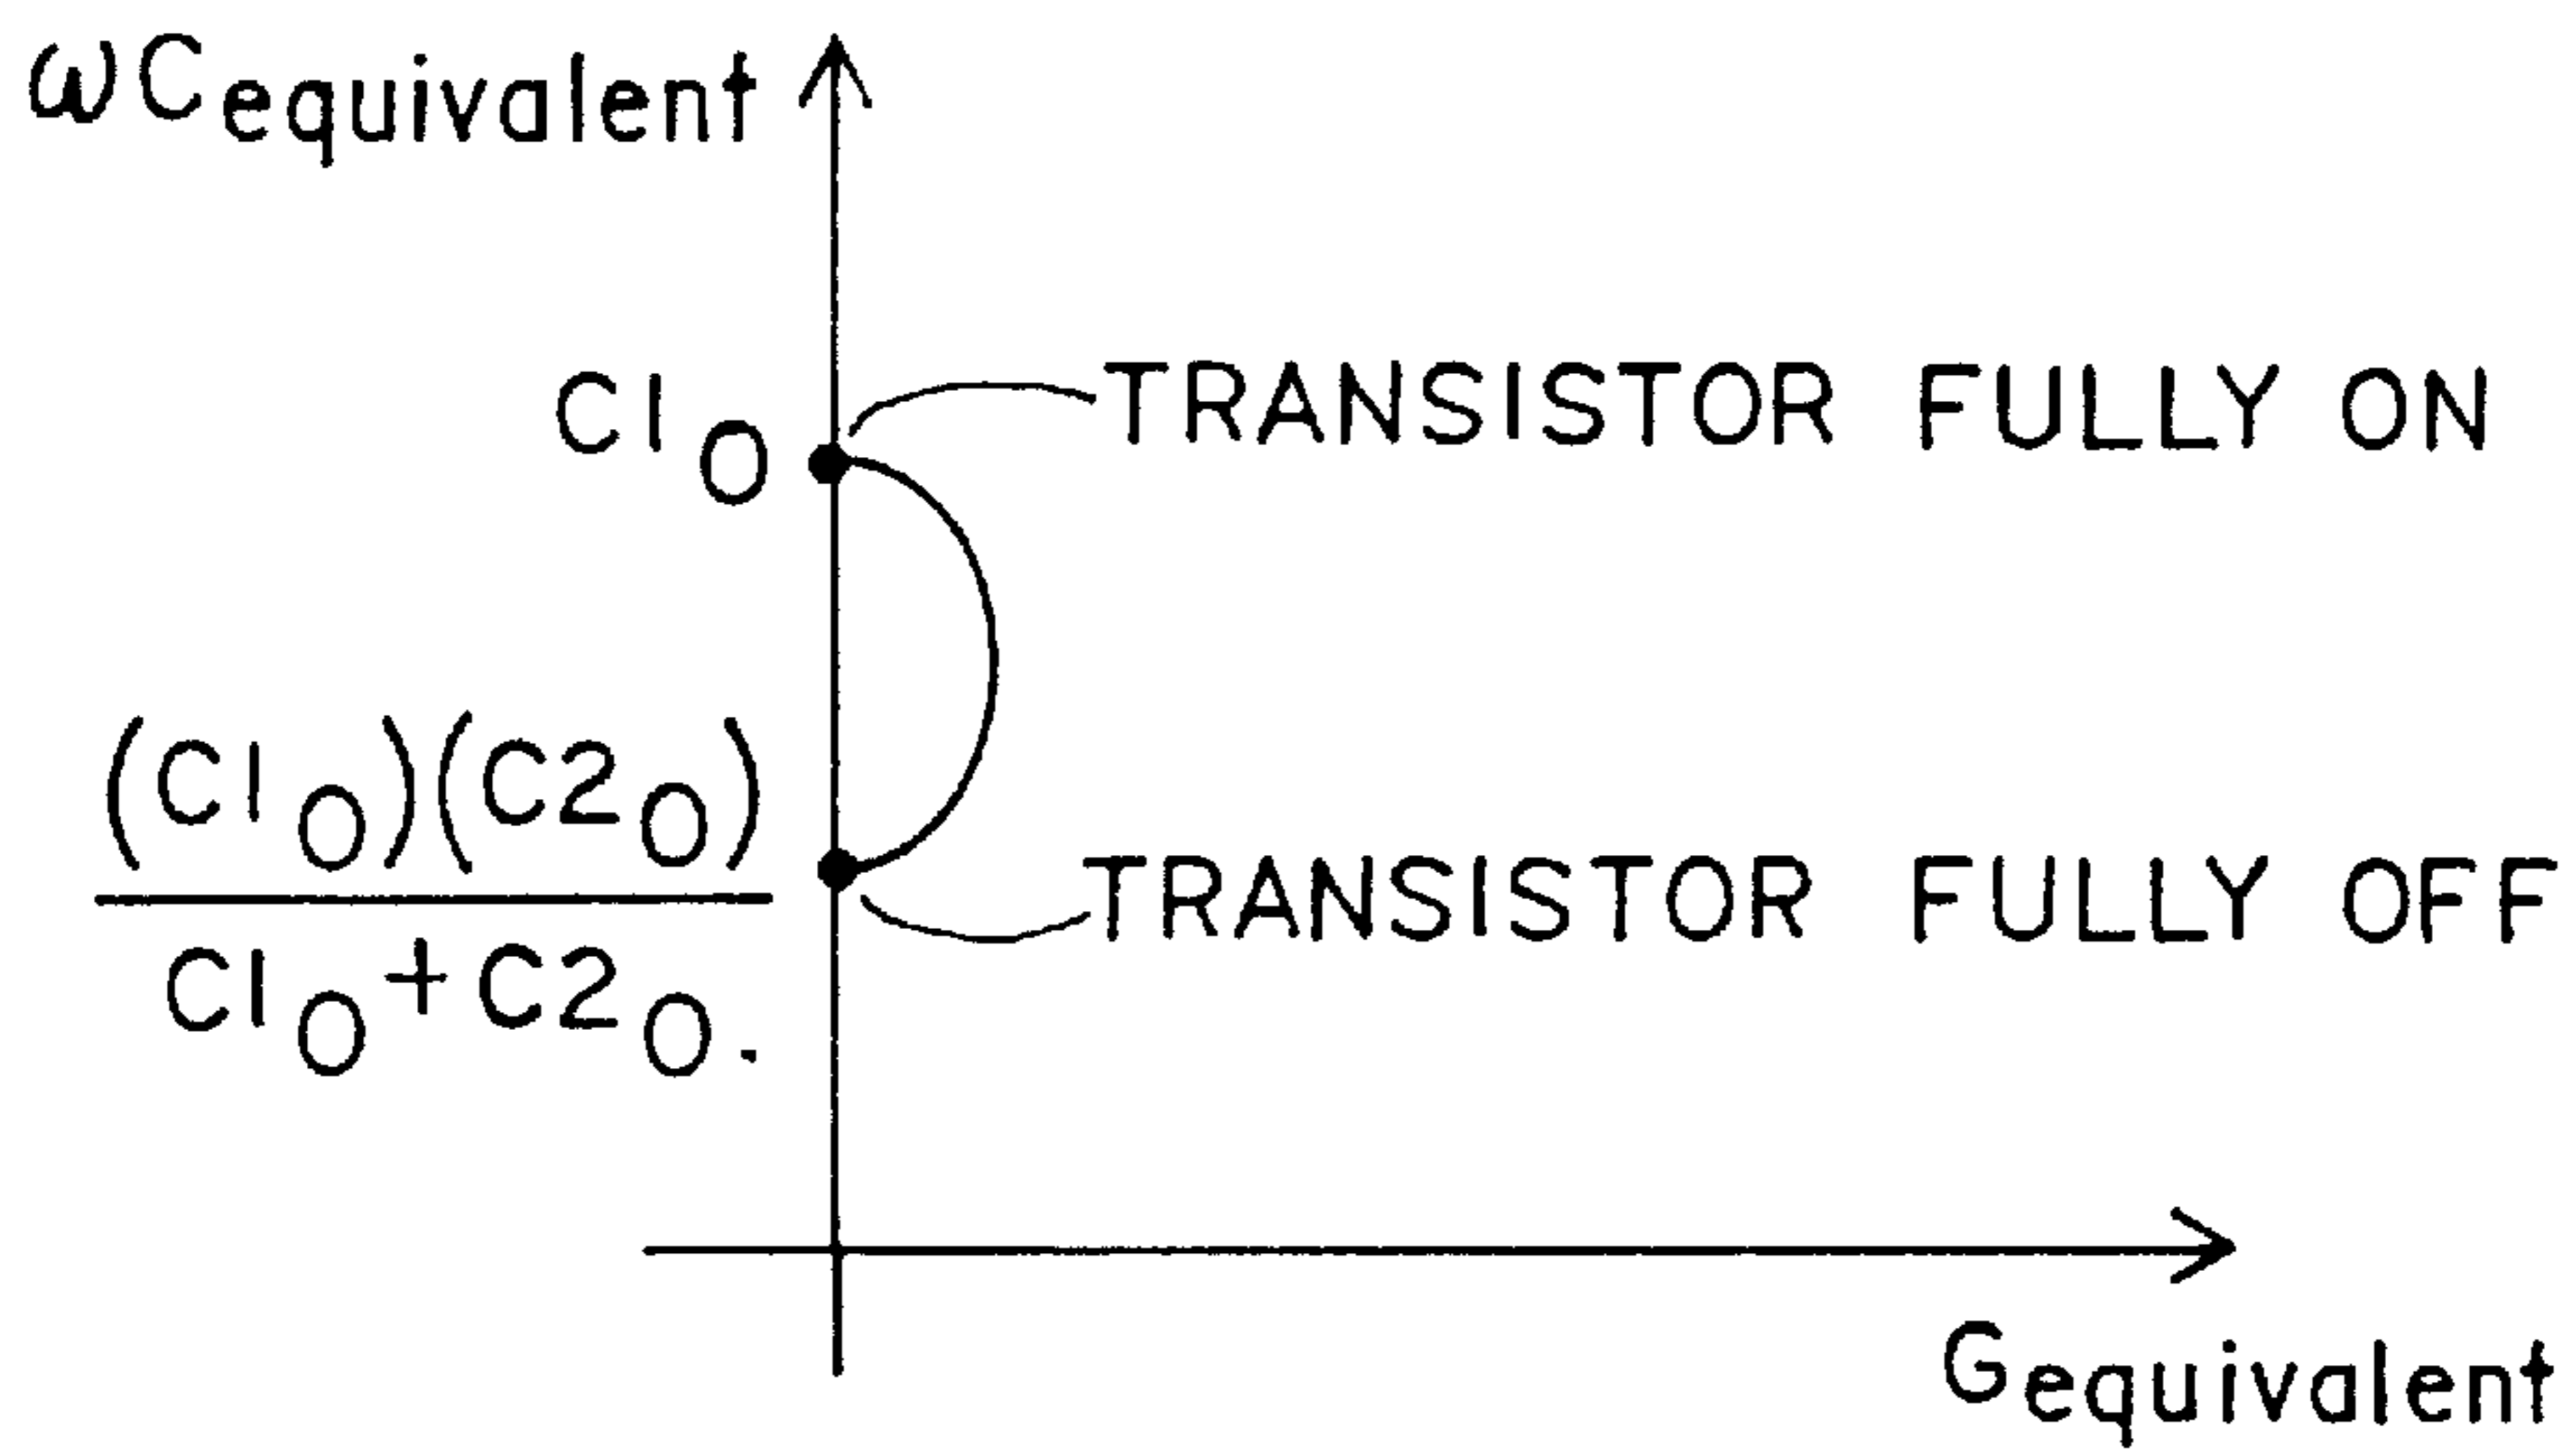 ωCequivalent
C1O
TRANSISTOR FULLY ON
(C1O)(C2O)
C1O+C2O.
TRANSISTOR FULLY OFF
Gequivalent